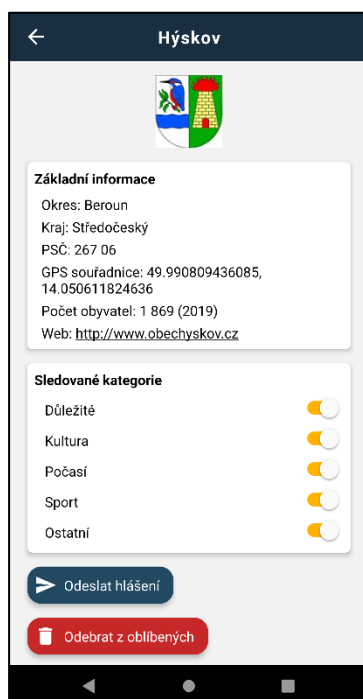 Hýskov
Základní informace
Okres: Beroun
Kraj: Středočeský
PSČ: 267 06
GPS souřadnice: 49.990809436085,
14.050611824636
Počet obyvatel: 1 869 (2019)
Web: http://www.obechyskov.cz
Sledované kategorie
Důležité
Kultura
Počasí
Sport
Ostatní
Odeslat hlášení
Odebrat z oblíbených